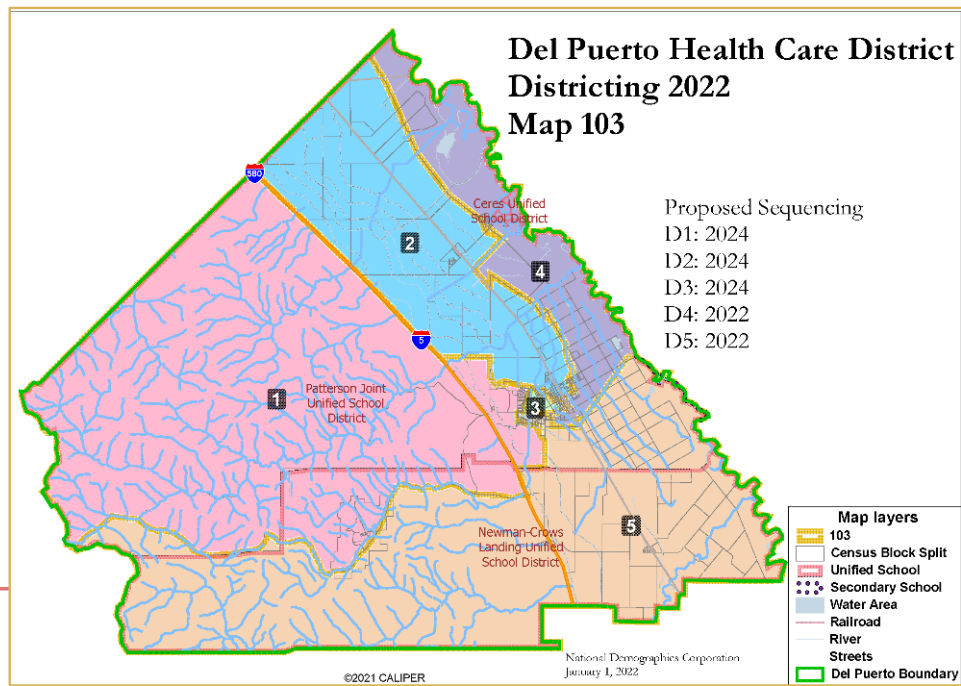 Del Puerto Health Care District
Districting 2022
Map 103
580
Ceres Unified
School District
Proposed Sequencing
D1: 2024
D2: 2024
D3: 2024
D4: 2022
D5: 2022
2
4
5
Patterson Joint
Unified School
District
1
3
Newman-Crows
Landing Unified
School District
5
Map layers
103
Census Block Split
Unified School
Secondary School
Water Area
Railroad
River
Streets
Del Puerto Boundary
National Demographics Corporation
January 1, 2022
©2021 CALIPER